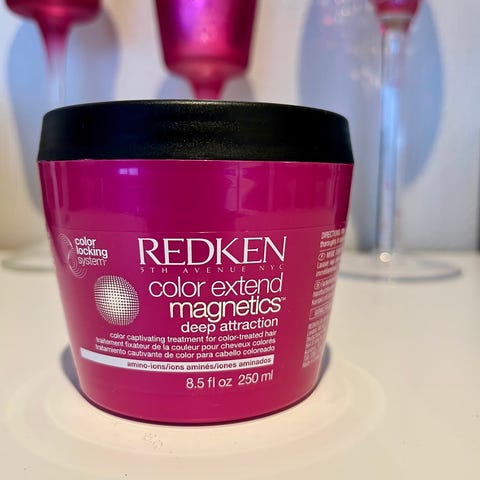 color
locking
system
REDKEN
5TH AVENUE NYC
color extend
magnetics™
deep attraction
color captivating treatment for color-treated hair
traitement fixateur de la couleur pour cheveux colorés
tratamiento cautivante de color para cabello coloreado
amino-ions/ions aminés/iones aminados
8.5 fl oz 250 ml
DIRECTIONS:
thoroughly